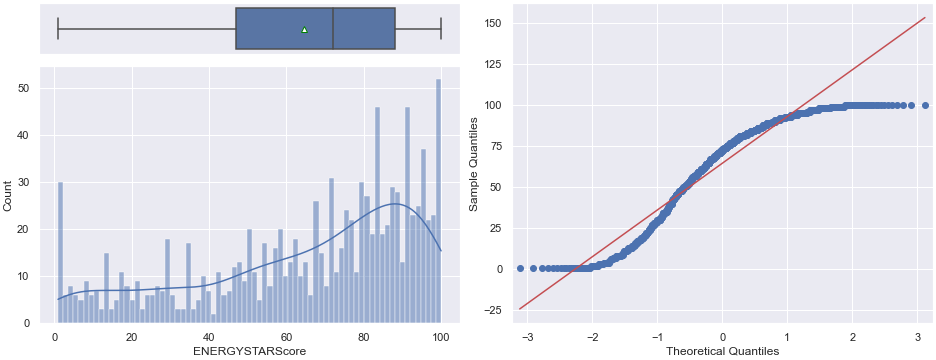 50
40
30
20
10
0
Count
0 20 40 60 80 100
ENERGYSTARScore
150
125
100
75
50
25
0
−25
Sample Quantiles
−3 −2 −1 0 1 2 3
Theoretical Quantiles